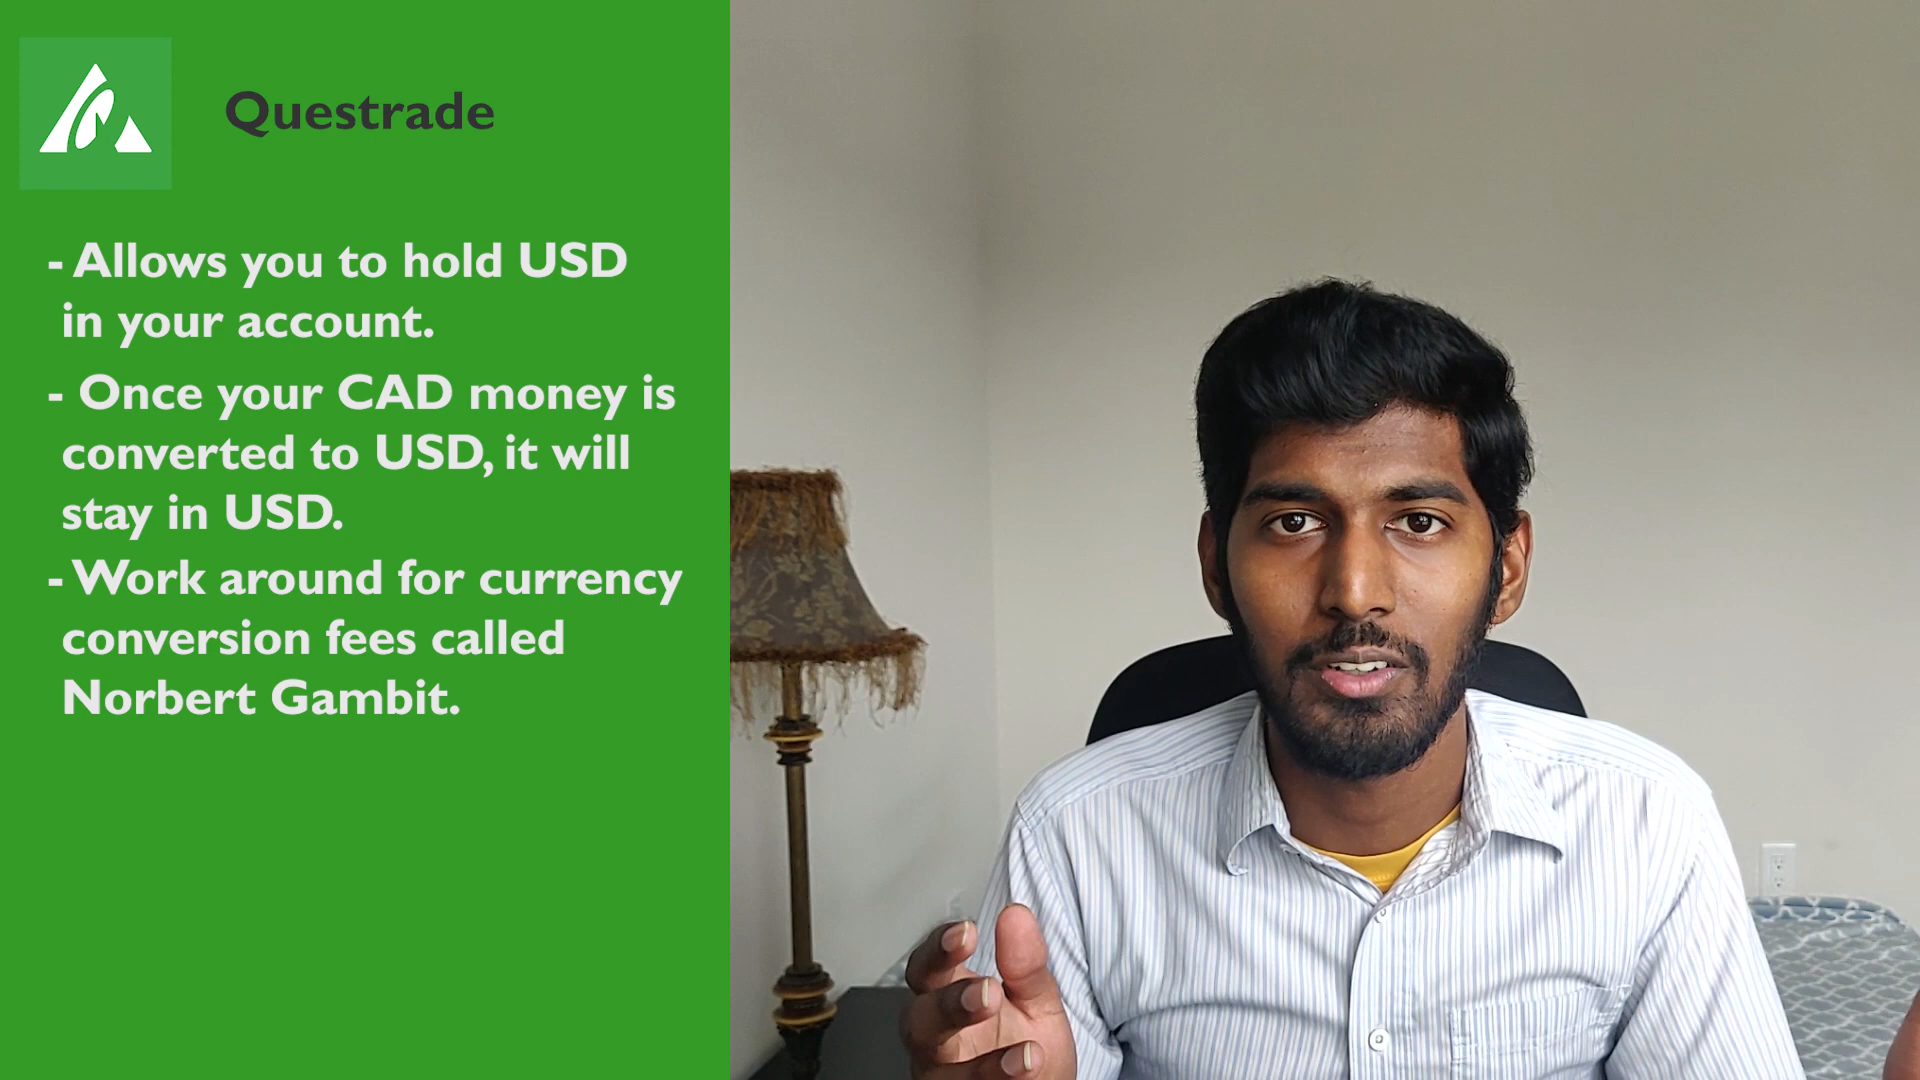 Questrade
- Allows you to hold USD
in your account.
- Once your CAD money is
converted to USD, it will
stay in USD.
- Work around for currency
conversion fees called
Norbert Gambit.